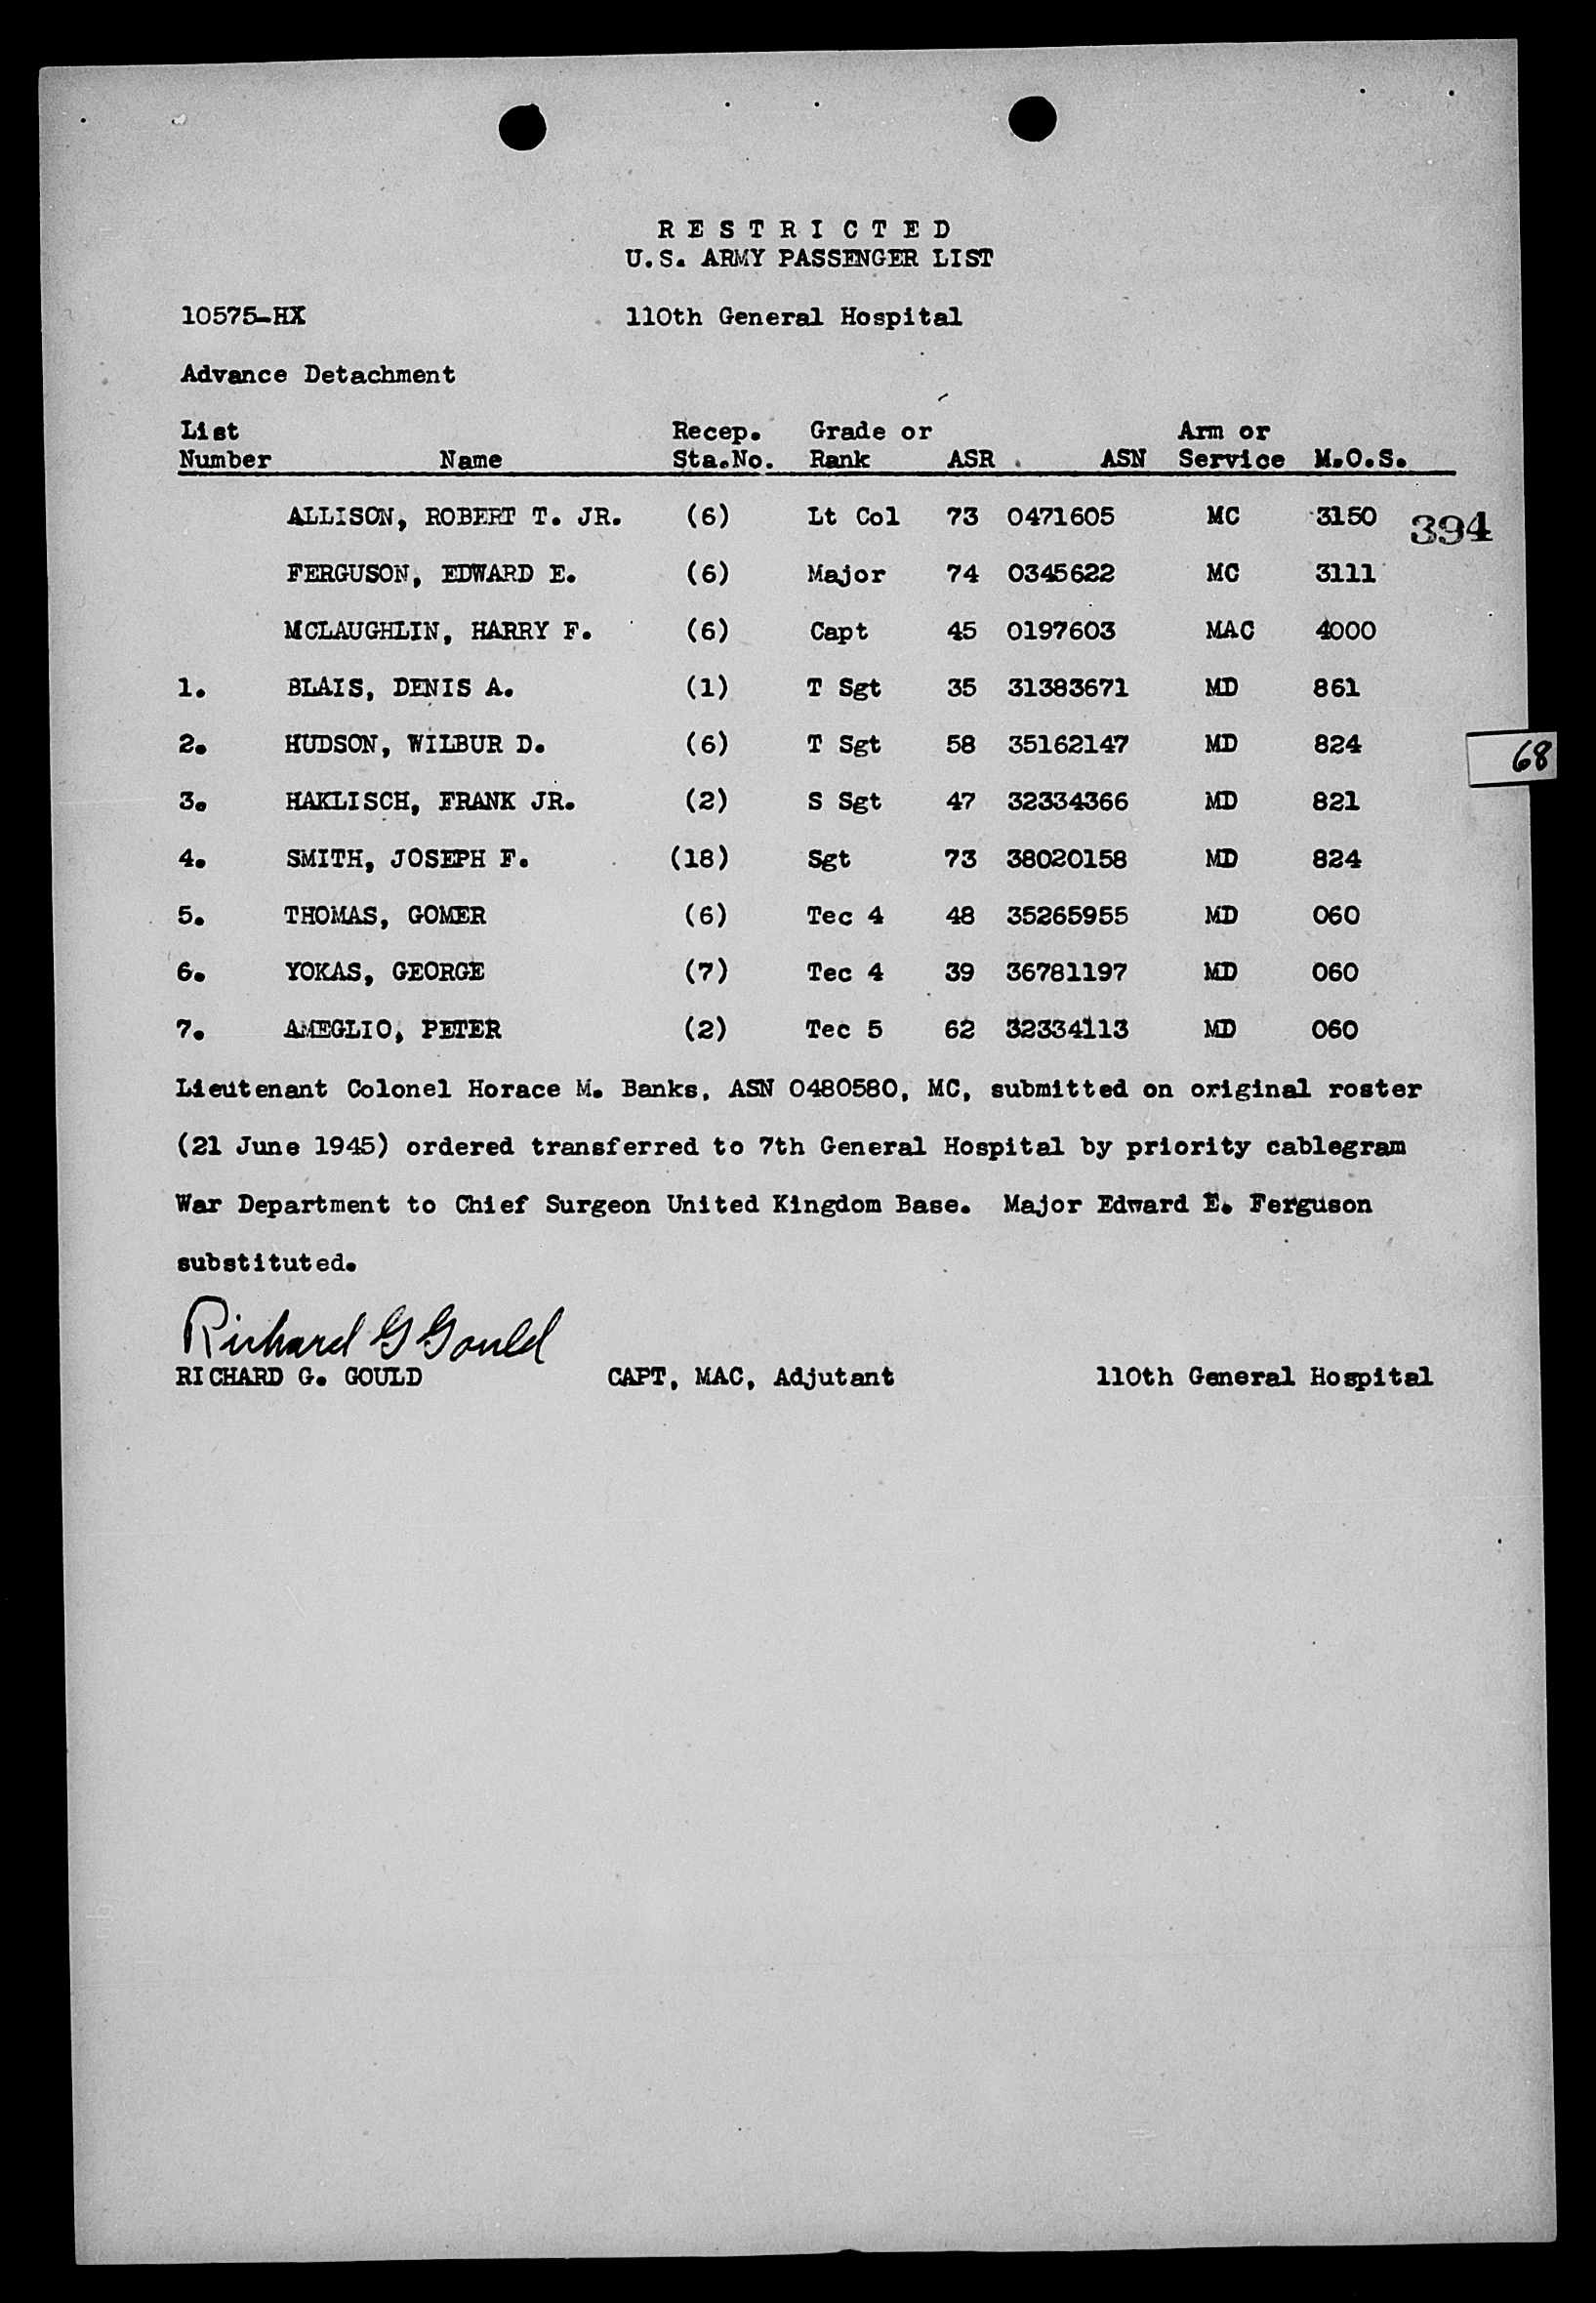 R E S T R I C T E D
U.S. ARMY PASSENGER LIST
10575-HX 110th General Hospital
Advance Detachment
List Recep. Grade or Arm or
Number Name Sta.No. Rank ASR ASN Service M.O.S.
ALLISON, ROBERT T. JR. (6) Lt Col 73 0471605 MC 3150 394
FERGUSON, EDWARD E. (6) Major 74 0345622 MC 3111
MCLAUGHLIN, HARRY F. (6) Capt 45 0197603 MAC 4000
1. BLAIS, DENIS A. (1) T Sgt 35 31383671 MD 861
2. HUDSON, WILBUR D. (6) T Sgt 58 35162147 MD 824
68
3. HAKLISCH, FRANK JR. (2) S Sgt 47 32334366 MD 821
4. SMITH, JOSEPH F. (18) Sgt 73 38020158 MD 824
5. THOMAS, GOMER (6) Tec 4 48 35265955 MD 060
6. YOKAS, GEORGE (7) Tec 4 39 36781197 MD 060
7. AMEGLIO, PETER (2) Tec 5 62 32334113 MD 060
Lieutenant Colonel Horace M. Banks, ASN 0480580, MC, submitted on original roster
(21 June 1945) ordered transferred to 7th General Hospital by priority cablegram
War Department to Chief Surgeon United Kingdom Base. Major Edward E. Ferguson
substituted.
Richard G Gould
RICHARD G. GOULD CAPT, MAC, Adjutant 110th General Hospital